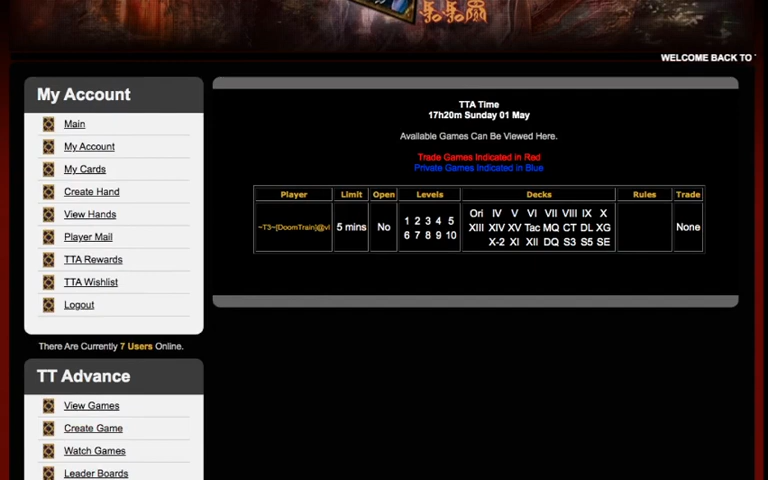 WELCOME BACK TO
My Account
Main
My Account
My Cards
Create Hand
View Hands
Player Mail
TTA Rewards
TTA Wishlist
Logout
There Are Currently 7 Users Online.
TT Advance
View Games
Create Game
Watch Games
Leader Boards
TTA Time
17h20m Sunday 01 May
Available Games Can Be Viewed Here.
Trade Games Indicated in Red
Private Games Indicated in Blue
Player Limit Open Levels Decks Rules Trade
~T3~[DoomTrain]@vl 5 mins No None
1 2 3 4 5
6 7 8 9 10
Ori IV V VI VII VIII IX X
XIII XIV XV Tac MQ CT DL XG
X-2 XI XII DQ S3 S5 SE